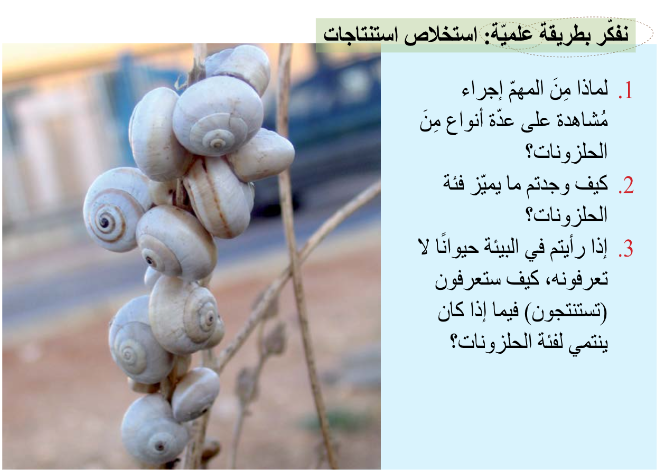 نفكّر بطريقة علميّة: استخلاص استنتاجات
1. لماذا مِنَ المهمّ إجراء
مُشاهدة على عدّة أنواع مِنَ
الحلزونات؟
2. كيف وجدتم ما يميّز فئة
الحلزونات؟
3. إذا رأيتم في البيئة حيوانًا لا
تعرفونه، كيف ستعرفون
(تستنتجون) فيما إذا كان
ينتمي لفئة الحلزونات؟